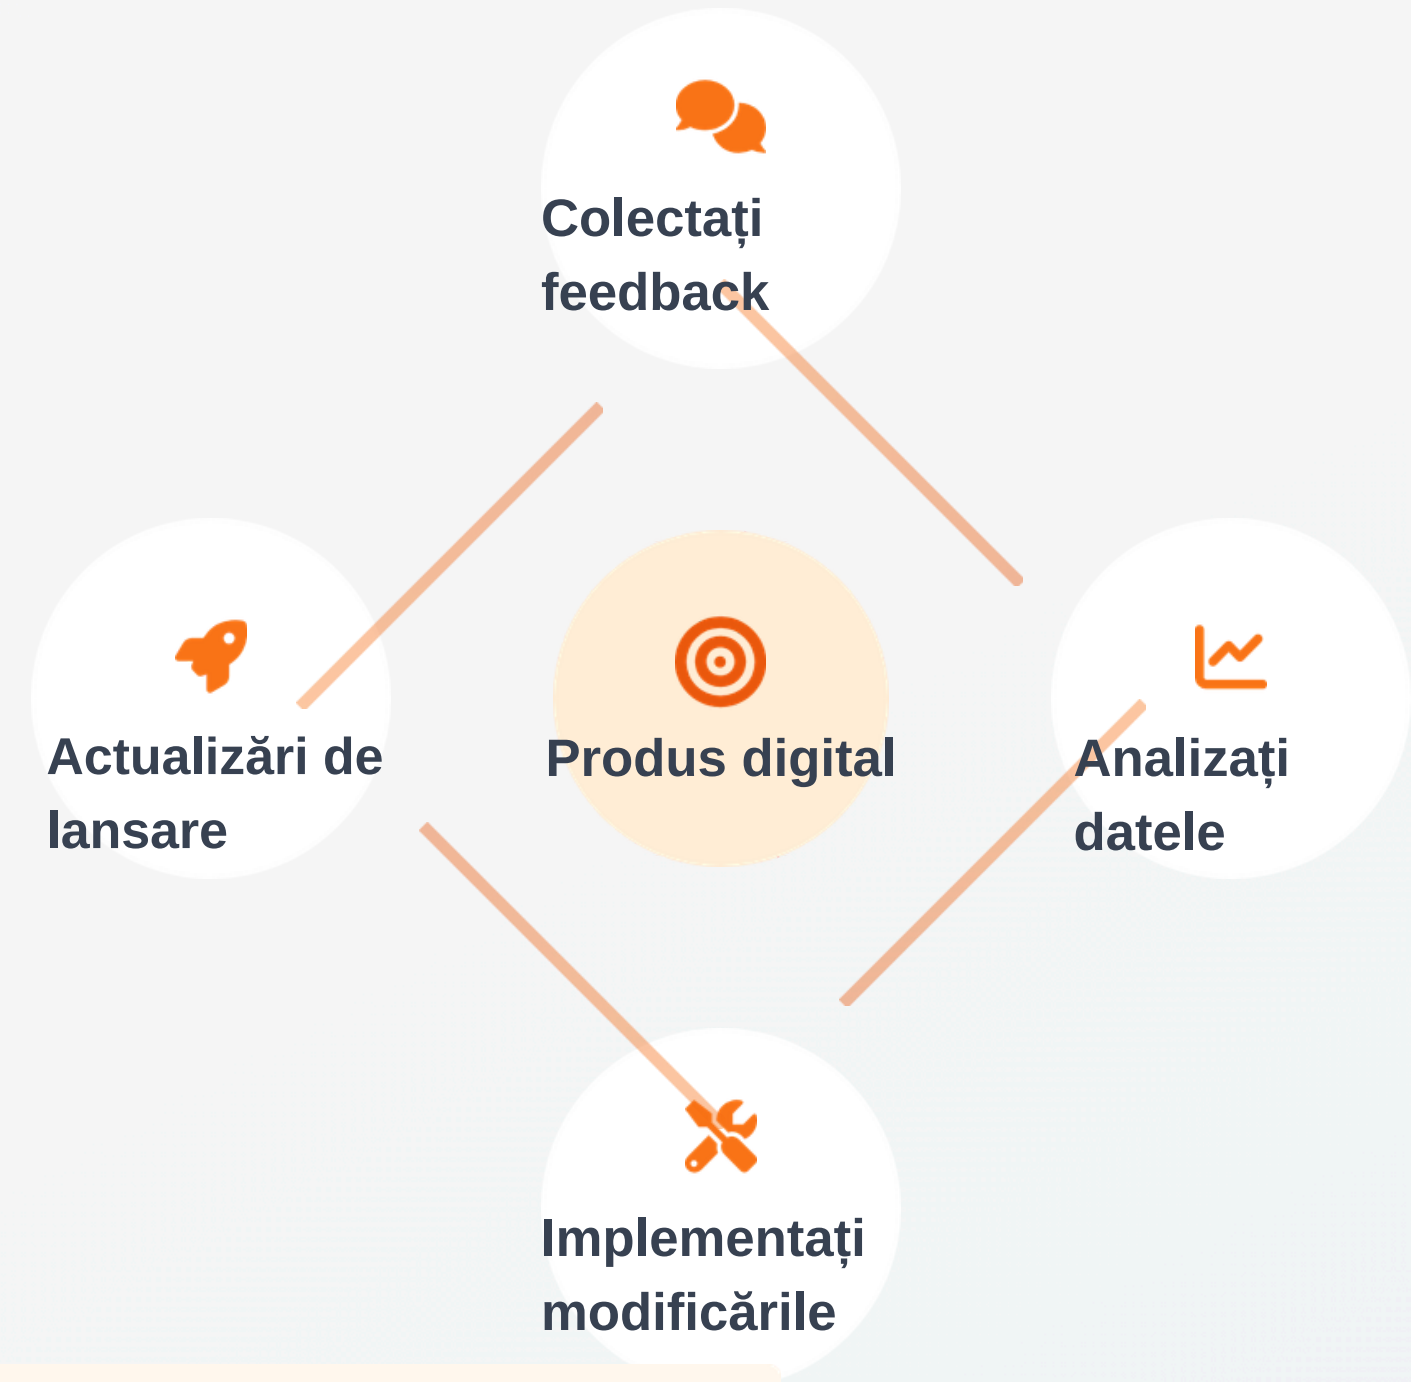 Colectați
feedback
Actualizări de
lansare
Produs digital
Analizați
datele
Implementați
modificările